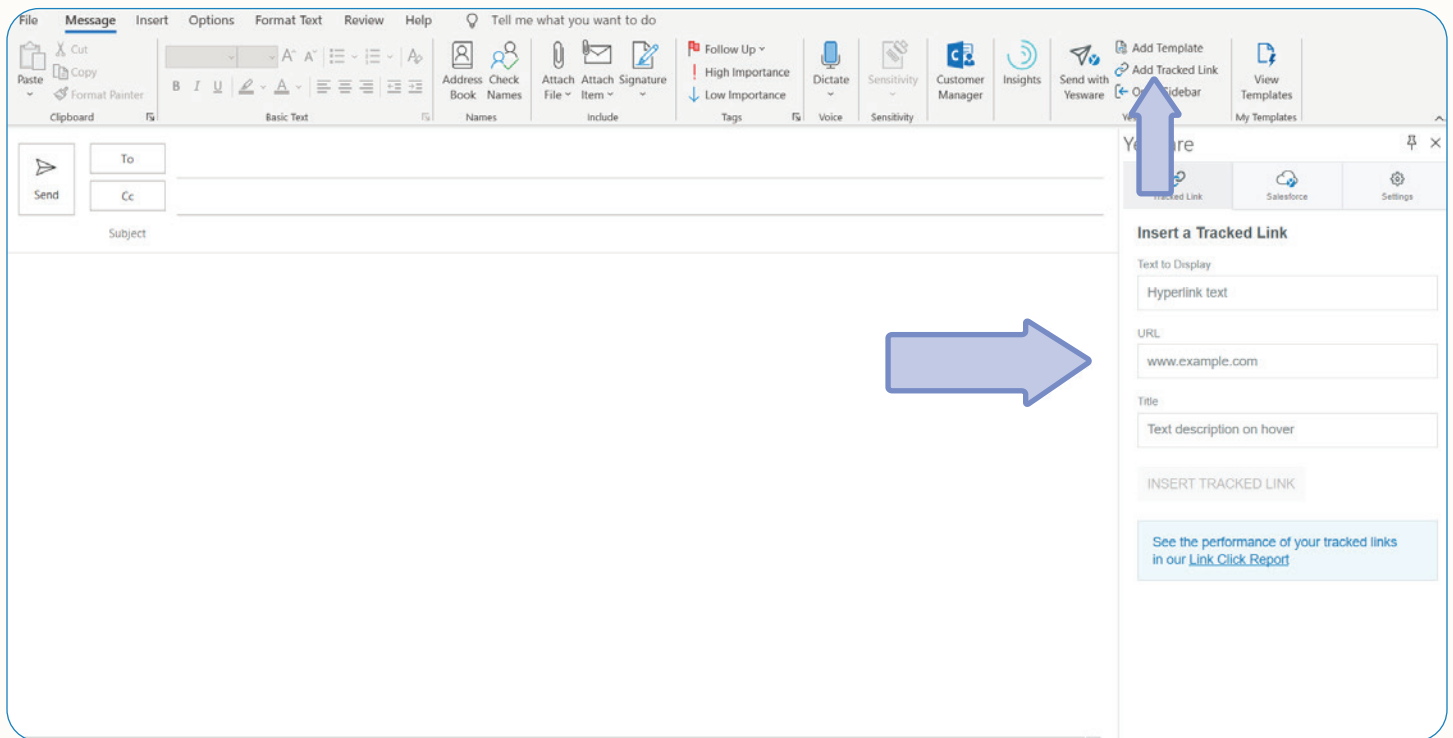 File Message Insert Options Format Text Review Help Tell me what you want to do
Paste
Cut
Copy
Format Painter
Clipboard
B I U
Basic Text
Address Book
Check Names
Names
Attach File
Attach Item
Signature
Include
Follow Up
High Importance
Low Importance
Tags
Dictate
Voice
Sensitivity
Sensitivity
Customer Manager
Insights
Send with Yesware
Add Template
Add Tracked Link
Sidebar
View Templates
My Templates
Send
To
Cc
Subject
Tracked Link
Salesforce
Settings
Insert a Tracked Link
Text to Display
Hyperlink text
URL
www.example.com
Title
Text description on hover
INSERT TRACKED LINK
See the performance of your tracked links
in our Link Click Report